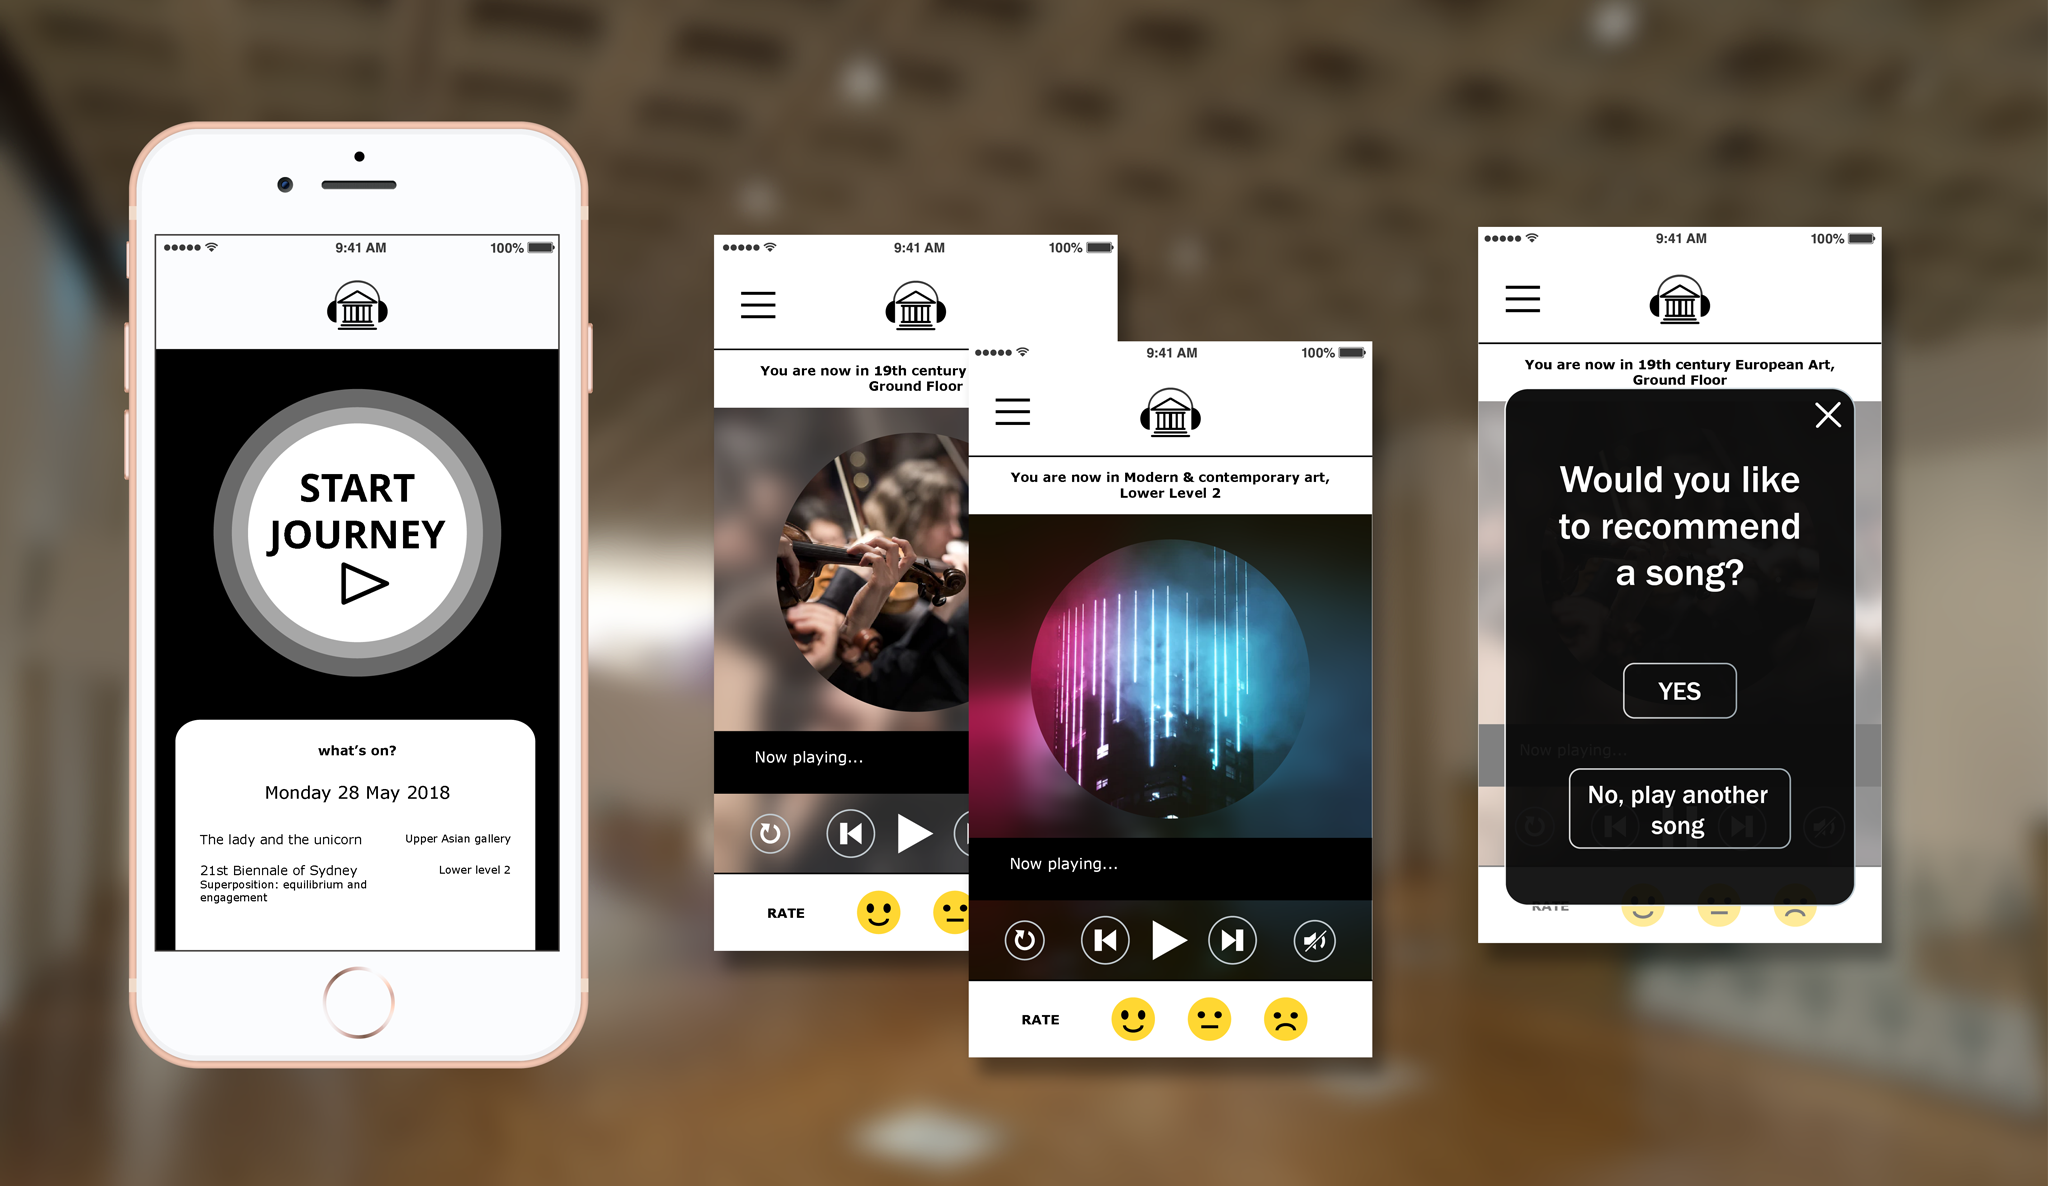 9:41 AM 100%
START
JOURNEY
what's on?
Monday 28 May 2018
The lady and the unicorn Upper Asian gallery
21st Biennale of Sydney Lower level 2
Superposition: equilibrium and
engagement
9:41 AM 100%
You are now in 19th century
Ground Floor
Now playing...
RATE
9:41 AM 100%
You are now in Modern & contemporary art,
Lower Level 2
Now playing...
RATE
9:41 AM 100%
You are now in 19th century European Art,
Ground Floor
Would you like
to recommend
a song?
YES
Now playing...
No, play another
song
RATE